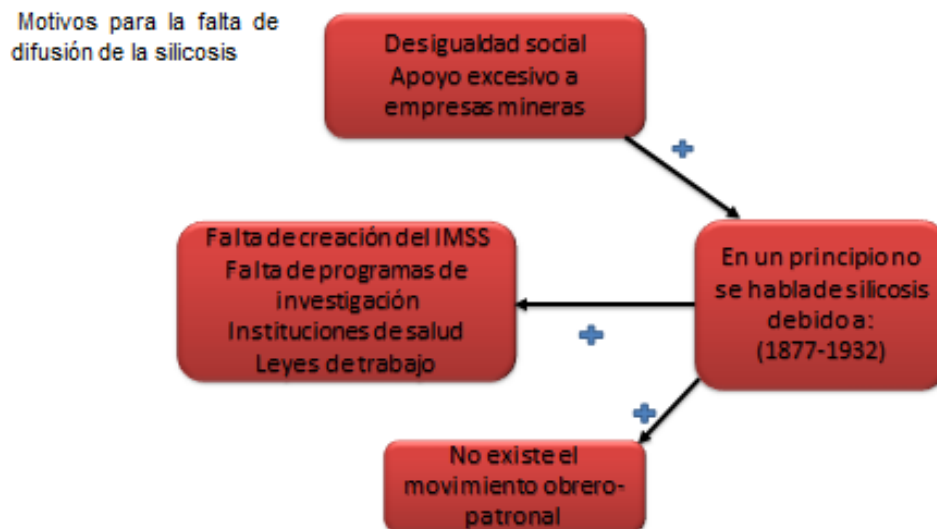 Motivos para la falta de
difusión de la silicosis
Desigualdad social
Apoyo excesivo a
empresas mineras
Falta de creación del IMSS
Falta de programas de
investigación
Instituciones de salud
Leyes de trabajo
En un principio no
se habla de silicosis
debido a:
(1877-1932)
No existe el
movimiento obrero-
patronal